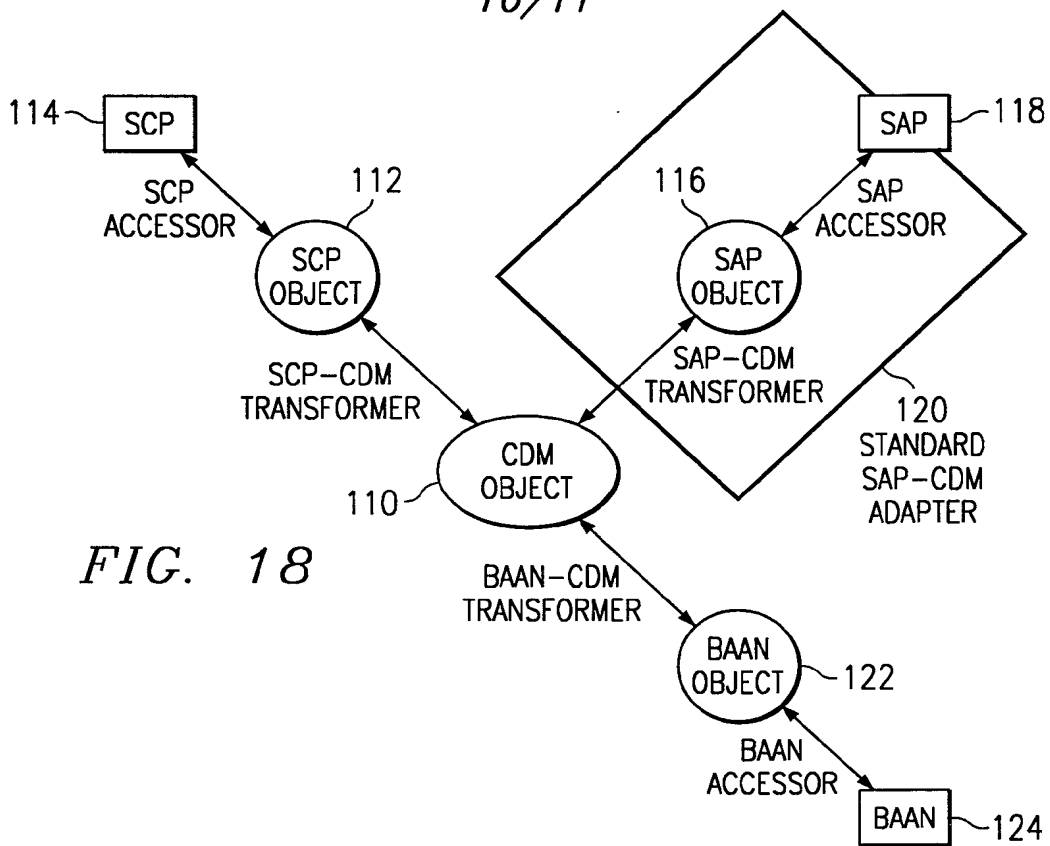 10/11
114
SCP
SAP
118
SCP
ACCESSOR
112
116
SAP
ACCESSOR
SCP
OBJECT
SAP
OBJECT
SCP-CDM
TRANSFORMER
SAP-CDM
TRANSFORMER
120
STANDARD
SAP-CDM
ADAPTER
CDM
OBJECT
110
FIG. 18
BAAN-CDM
TRANSFORMER
BAAN
OBJECT
122
BAAN
ACCESSOR
BAAN
124